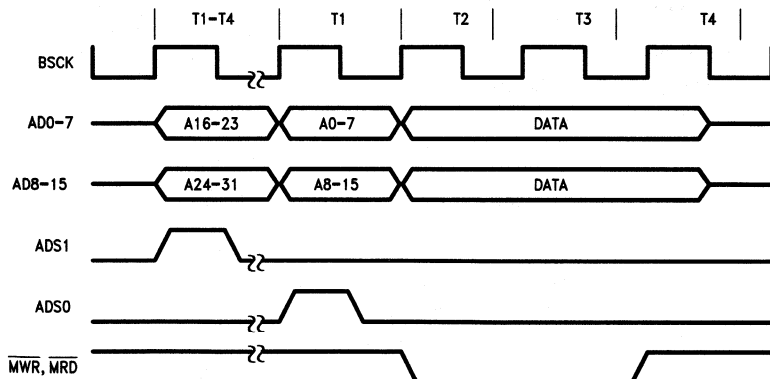 T1-T4 T1 T2 T3 T4
BSCK
AD0-7 A16-23 A0-7 DATA
AD8-15 A24-31 A8-15 DATA
ADS1
ADS0
MWR, MRD